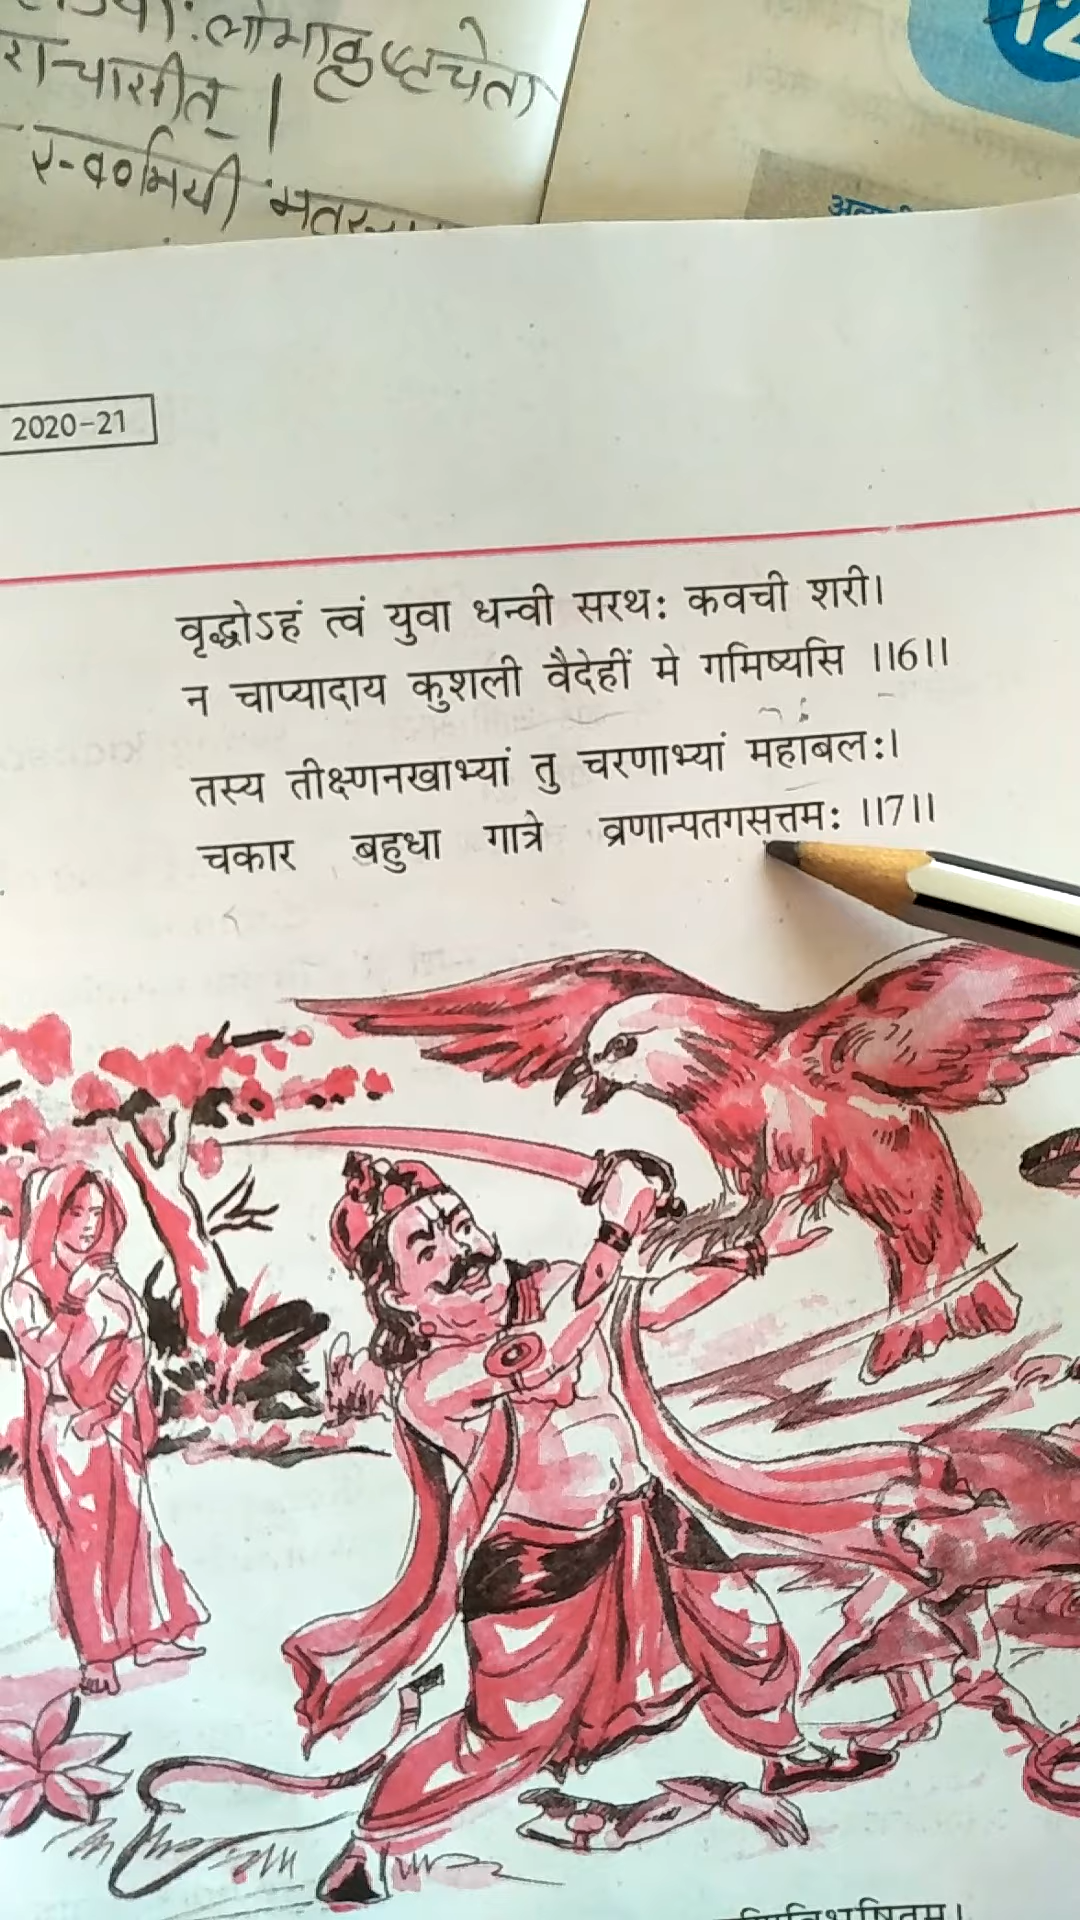 राचासीत् ।
12
2020-21
वृद्धोऽहं त्वं युवा धन्वी सरथः कवची शरी।
न चाप्यादाय कुशली वैदेहीं मे गमिष्यसि ।।6।।
तस्य तीक्ष्णनखाभ्यां तु चरणाभ्यां महाबलः।
चकार बहुधा गात्रे व्रणान्पतगसत्तमः ।।7।।